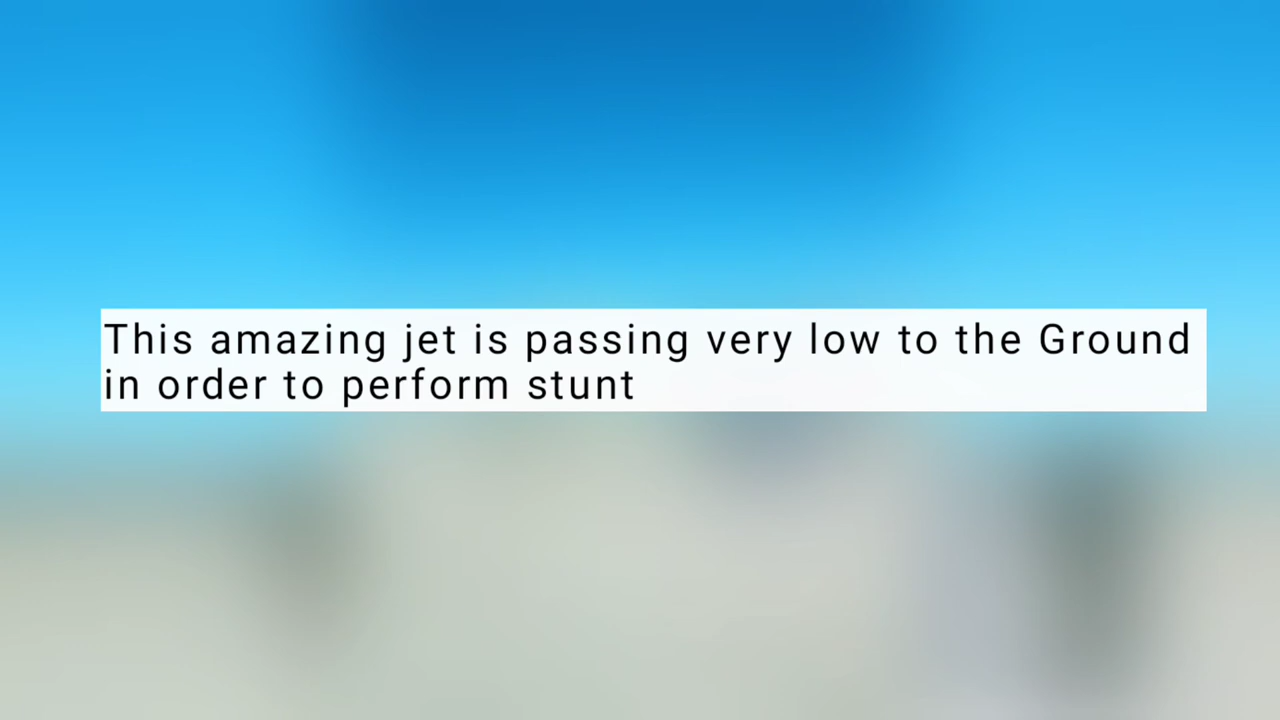 This amazing jet is passing very low to the Ground
in order to perform stunt